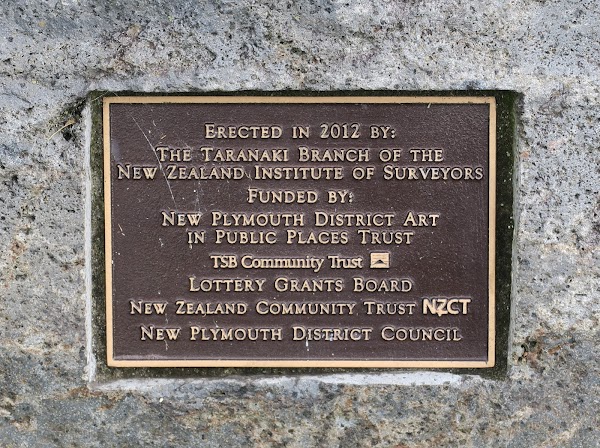 ERECTED IN 2012 BY:
THE TARANAKI BRANCH OF THE
NEW ZEALAND INSTITUTE OF SURVEYORS
FUNDED BY:
NEW PLYMOUTH DISTRICT ART
IN PUBLIC PLACES TRUST
TSB Community Trust
LOTTERY GRANTS BOARD
NEW ZEALAND COMMUNITY TRUST NZCT
NEW PLYMOUTH DISTRICT COUNCIL